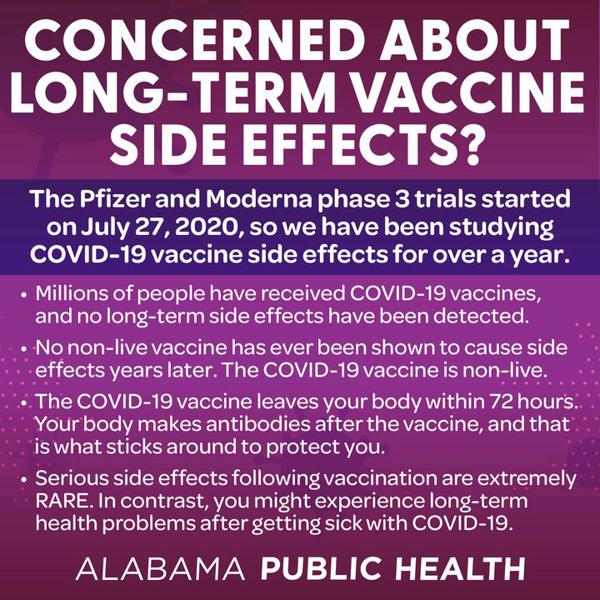 CONCERNED ABOUT
LONG-TERM VACCINE
SIDE EFFECTS?
The Pfizer and Moderna phase 3 trials started
on July 27, 2020, so we have been studying
COVID-19 vaccine side effects for over a year.
• Millions of people have received COVID-19 vaccines,
and no long-term side effects have been detected.
• No non-live vaccine has ever been shown to cause side
effects years later. The COVID-19 vaccine is non-live.
• The COVID-19 vaccine leaves your body within 72 hours.
Your body makes antibodies after the vaccine, and that
is what sticks around to protect you.
• Serious side effects following vaccination are extremely
RARE. In contrast, you might experience long-term
health problems after getting sick with COVID-19.
ALABAMA PUBLIC HEALTH